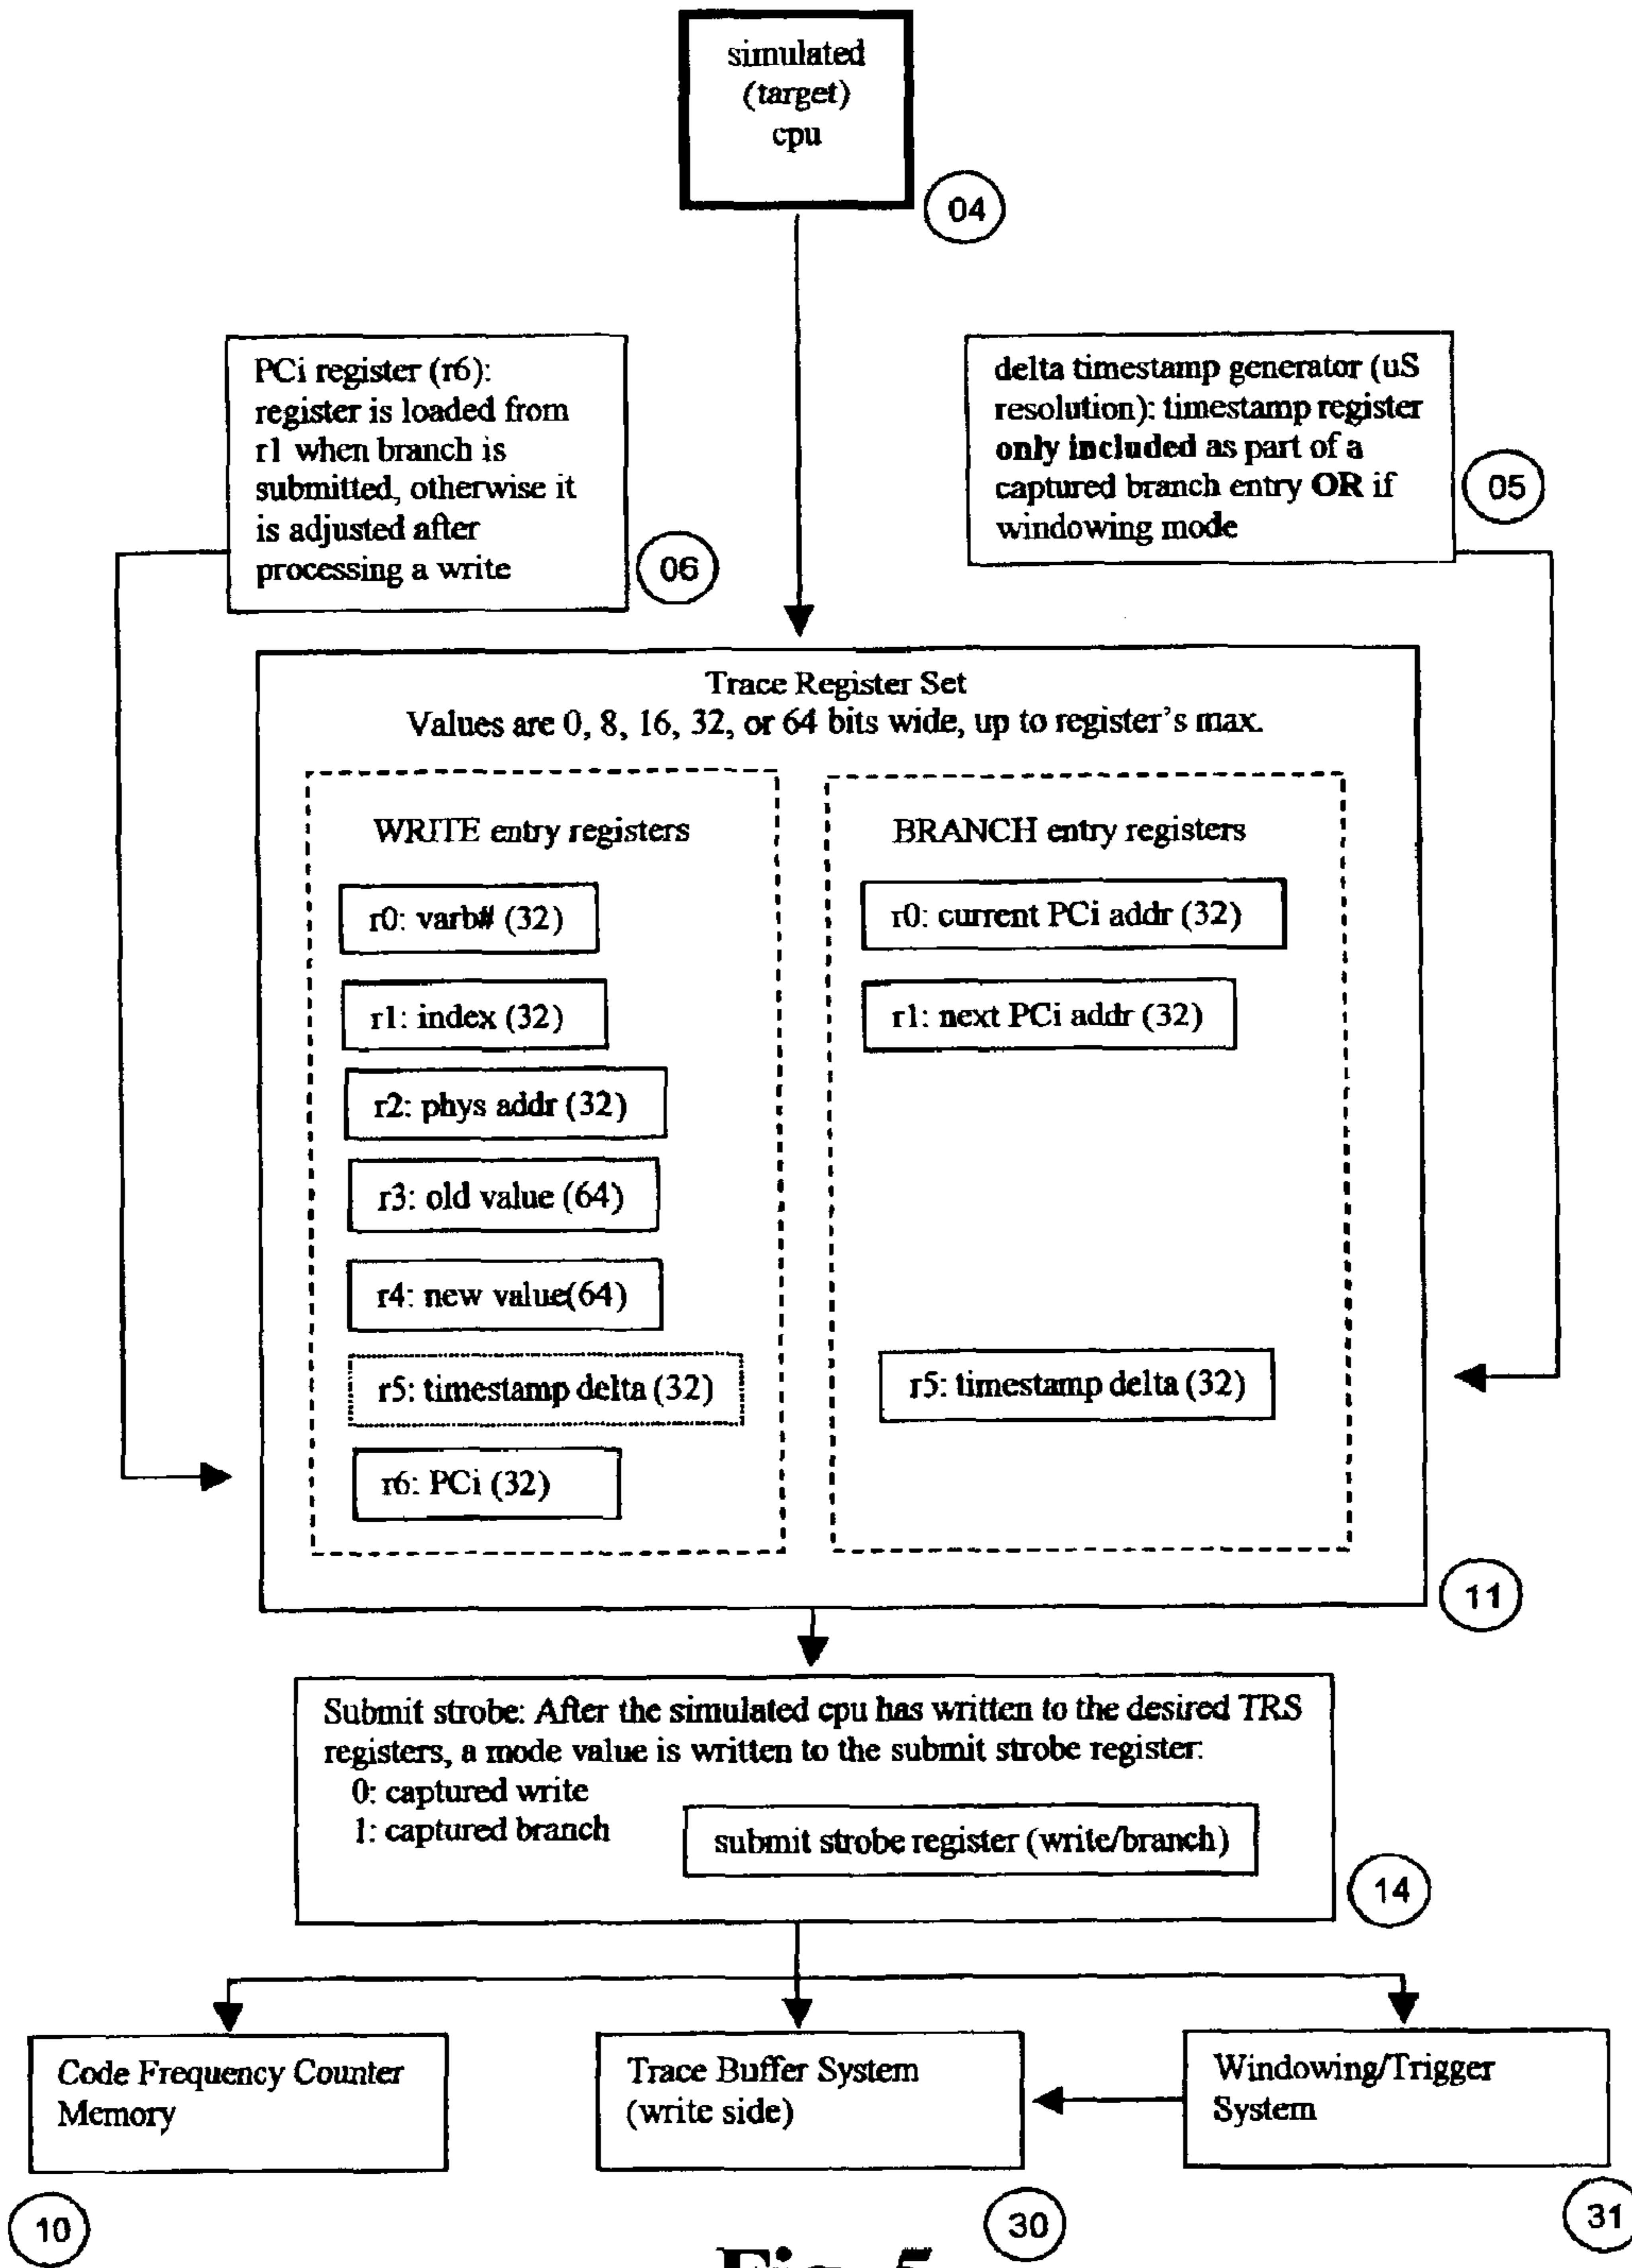 simulated
(target)
cpu
04
PCi register (r6):
register is loaded from
r1 when branch is
submitted, otherwise it
is adjusted after
processing a write
06
delta timestamp generator (uS
resolution): timestamp register
only included as part of a
captured branch entry OR if
windowing mode
05
Trace Register Set
Values are 0, 8, 16, 32, or 64 bits wide, up to register's max.
WRITE entry registers
r0: varb# (32)
r1: index (32)
r2: phys addr (32)
r3: old value (64)
r4: new value(64)
r5: timestamp delta (32)
r6: PCi (32)
BRANCH entry registers
r0: current PCi addr (32)
r1: next PCi addr (32)
r5: timestamp delta (32)
11
Submit strobe: After the simulated cpu has written to the desired TRS
registers, a mode value is written to the submit strobe register:
0: captured write
1: captured branch
submit strobe register (write/branch)
14
Code Frequency Counter
Memory
10
Trace Buffer System
(write side)
30
Windowing/Trigger
System
31
Fig. 5